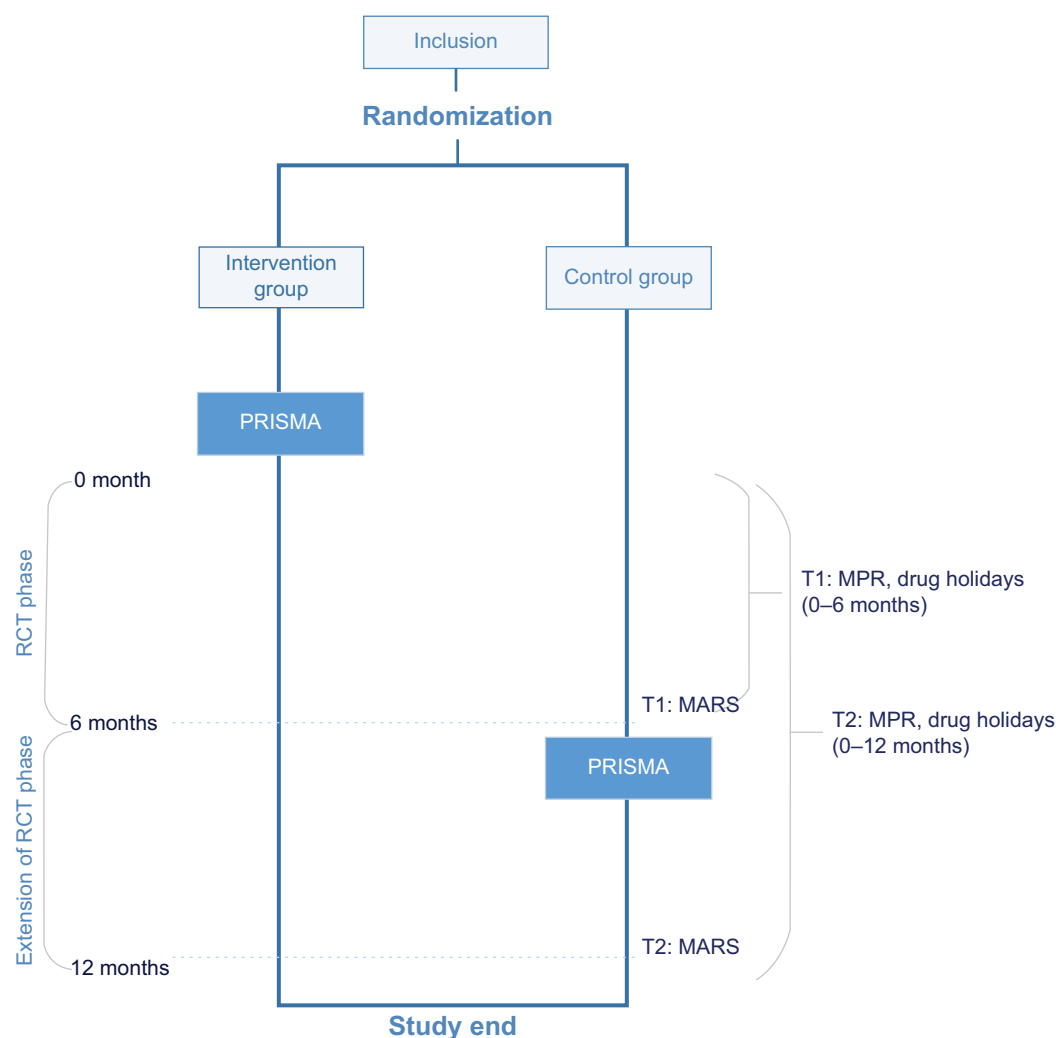 Inclusion
Randomization
Intervention
group
Control group
PRISMA
0 month
RCT phase
T1: MPR, drug holidays
(0–6 months)
6 months
T1: MARS
T2: MPR, drug holidays
(0–12 months)
PRISMA
Extension of RCT phase
T2: MARS
12 months
Study end